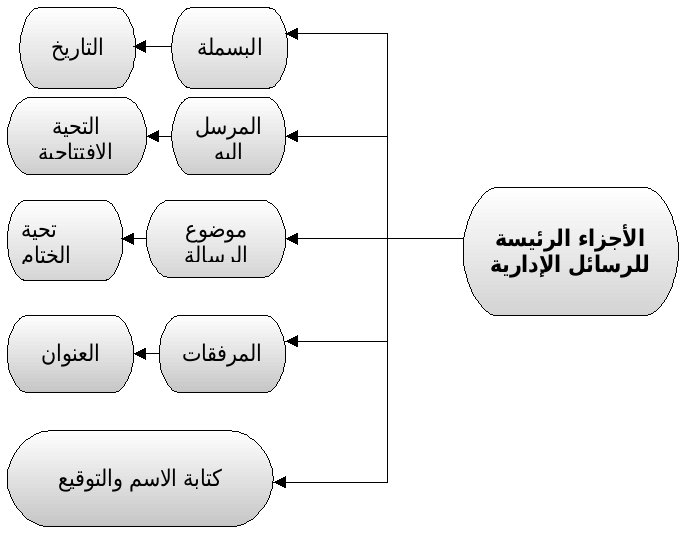 الأجزاء الرئيسة
للرسائل الإدارية
البسملة
التاريخ
المرسل
اليه
التحية
الافتتاحية
موضوع
الرسالة
تحية
الختام
المرفقات
العنوان
كتابة الاسم والتوقيع